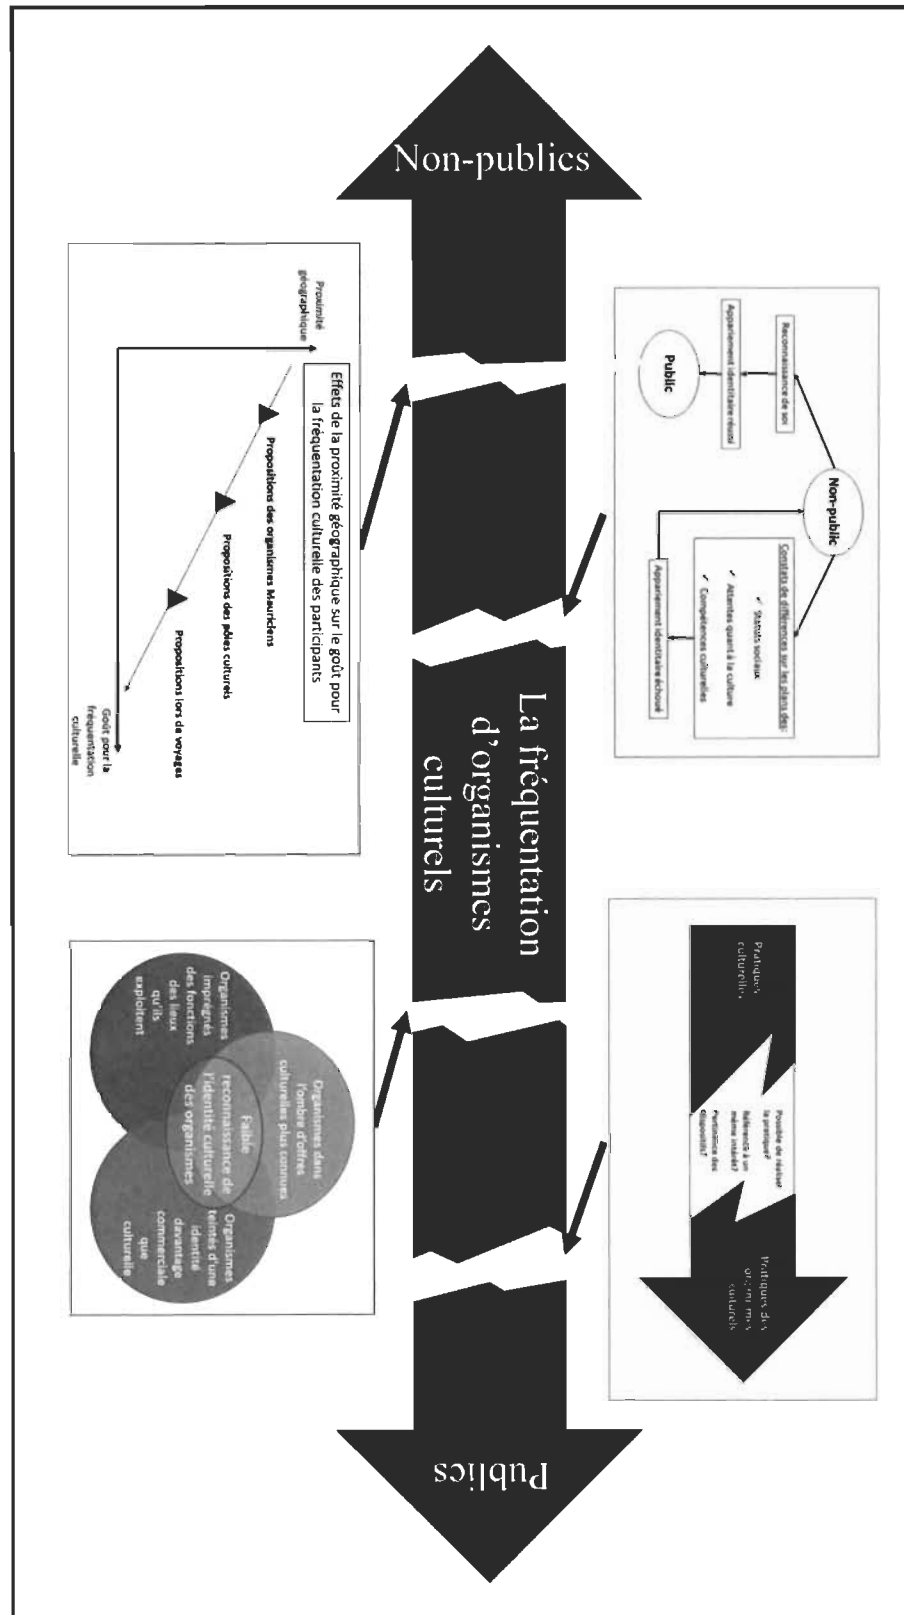 Non-publics
La fréquentation
d'organismes
culturels
Publics
Non-public
Reconnaissance de soi
Appariement identitaire réussi
Public
Constats de différences sur les plans des:
✓ Statuts sociaux
✓ Attentes quant à la culture
✓ Compétences culturelles
Appariement identitaire échoué
Pratiques
culturelles
Possible de réaliser
la pratique?
Référence à un
même intérêt?
Pertinence des
dispositifs?
Pratiques des
organismes
culturels
Proximité
géographique
Effets de la proximité géographique sur le goût pour
la fréquentation culturelle des participants
Propositions des organismes Mauriciens
Propositions des pôles culturels
Propositions lors de voyages
Goût pour la
fréquentation
culturelle
Organismes dans
l'ombre d'offres
culturelles plus connues
Faible
reconnaissance de
l'identité culturelle
des organismes
Organismes
imprégnés
des fonctions
des lieux
qu'ils
exploitent
Organismes
teintés d'une
identité
davantage
commerciale
que
culturelle